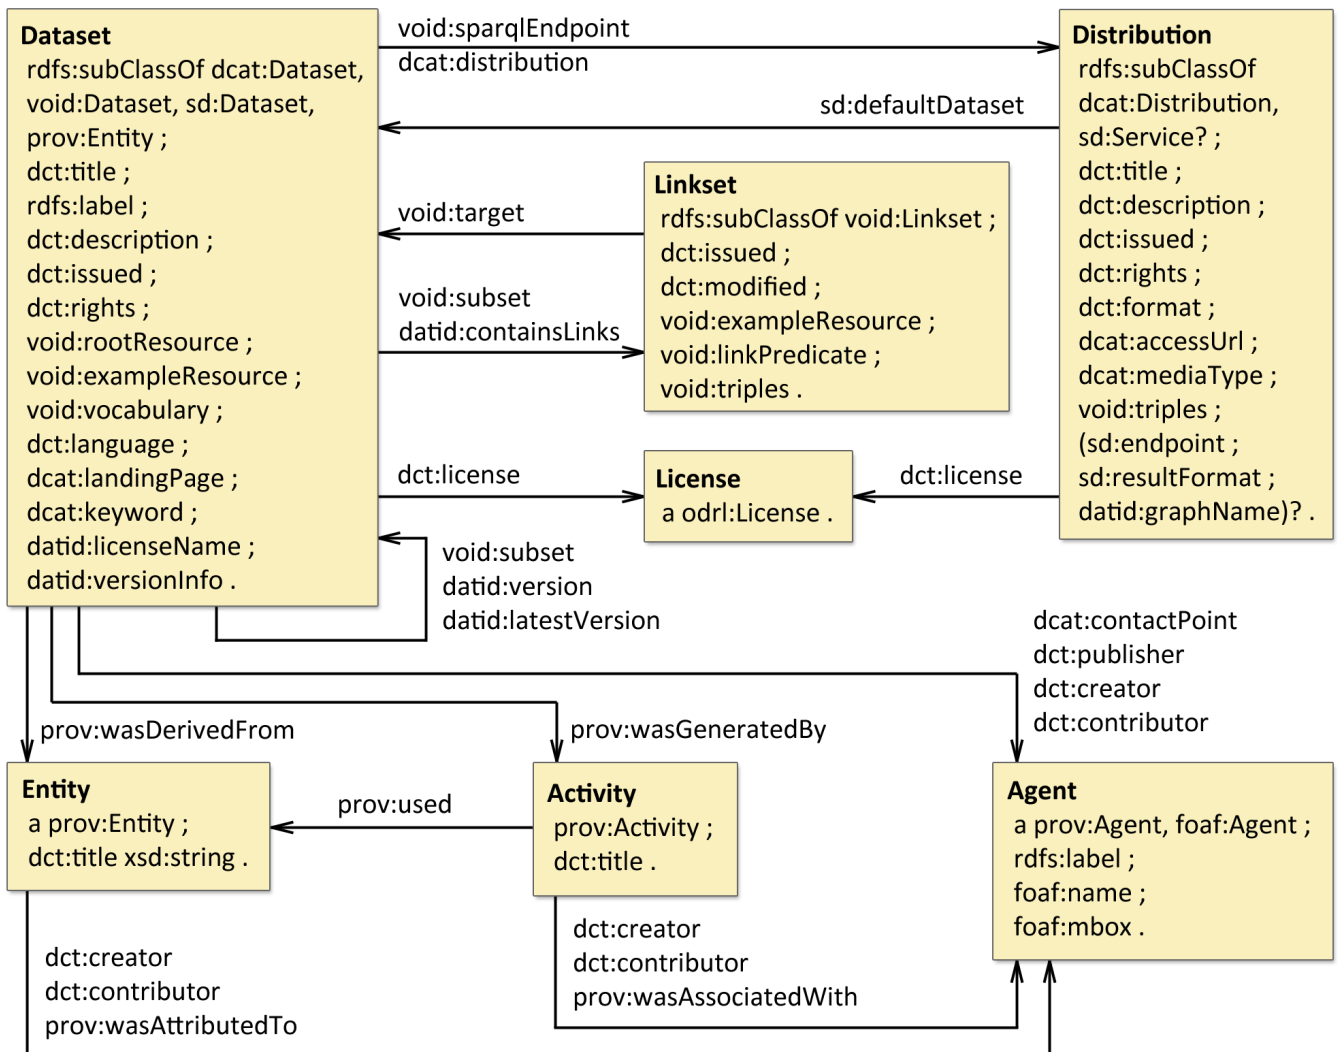 Dataset
rdfs:subClassOf dcat:Dataset,
void:Dataset, sd:Dataset,
prov:Entity ;
dct:title ;
rdfs:label ;
dct:description ;
dct:issued ;
dct:rights ;
void:rootResource ;
void:exampleResource ;
void:vocabulary ;
dct:language ;
dcat:landingPage ;
dcat:keyword ;
datid:licenseName ;
datid:versionInfo .
void:sparqlEndpoint
dcat:distribution
sd:defaultDataset
void:target
void:subset
datid:containsLinks
dct:license
void:subset
datid:version
datid:latestVersion
Linkset
rdfs:subClassOf void:Linkset ;
dct:issued ;
dct:modified ;
void:exampleResource ;
void:linkPredicate ;
void:triples .
License
a odrl:License .
dct:license
Distribution
rdfs:subClassOf
dcat:Distribution,
sd:Service? ;
dct:title ;
dct:description ;
dct:issued ;
dct:rights ;
dct:format ;
dcat:accessUrl ;
dcat:mediaType ;
void:triples ;
(sd:endpoint ;
sd:resultFormat ;
datid:graphName)? .
dcat:contactPoint
dct:publisher
dct:creator
dct:contributor
prov:wasDerivedFrom
prov:wasGeneratedBy
Entity
a prov:Entity ;
dct:title xsd:string .
prov:used
Activity
prov:Activity ;
dct:title .
Agent
a prov:Agent, foaf:Agent ;
rdfs:label ;
foaf:name ;
foaf:mbox .
dct:creator
dct:contributor
prov:wasAttributedTo
dct:creator
dct:contributor
prov:wasAssociatedWith